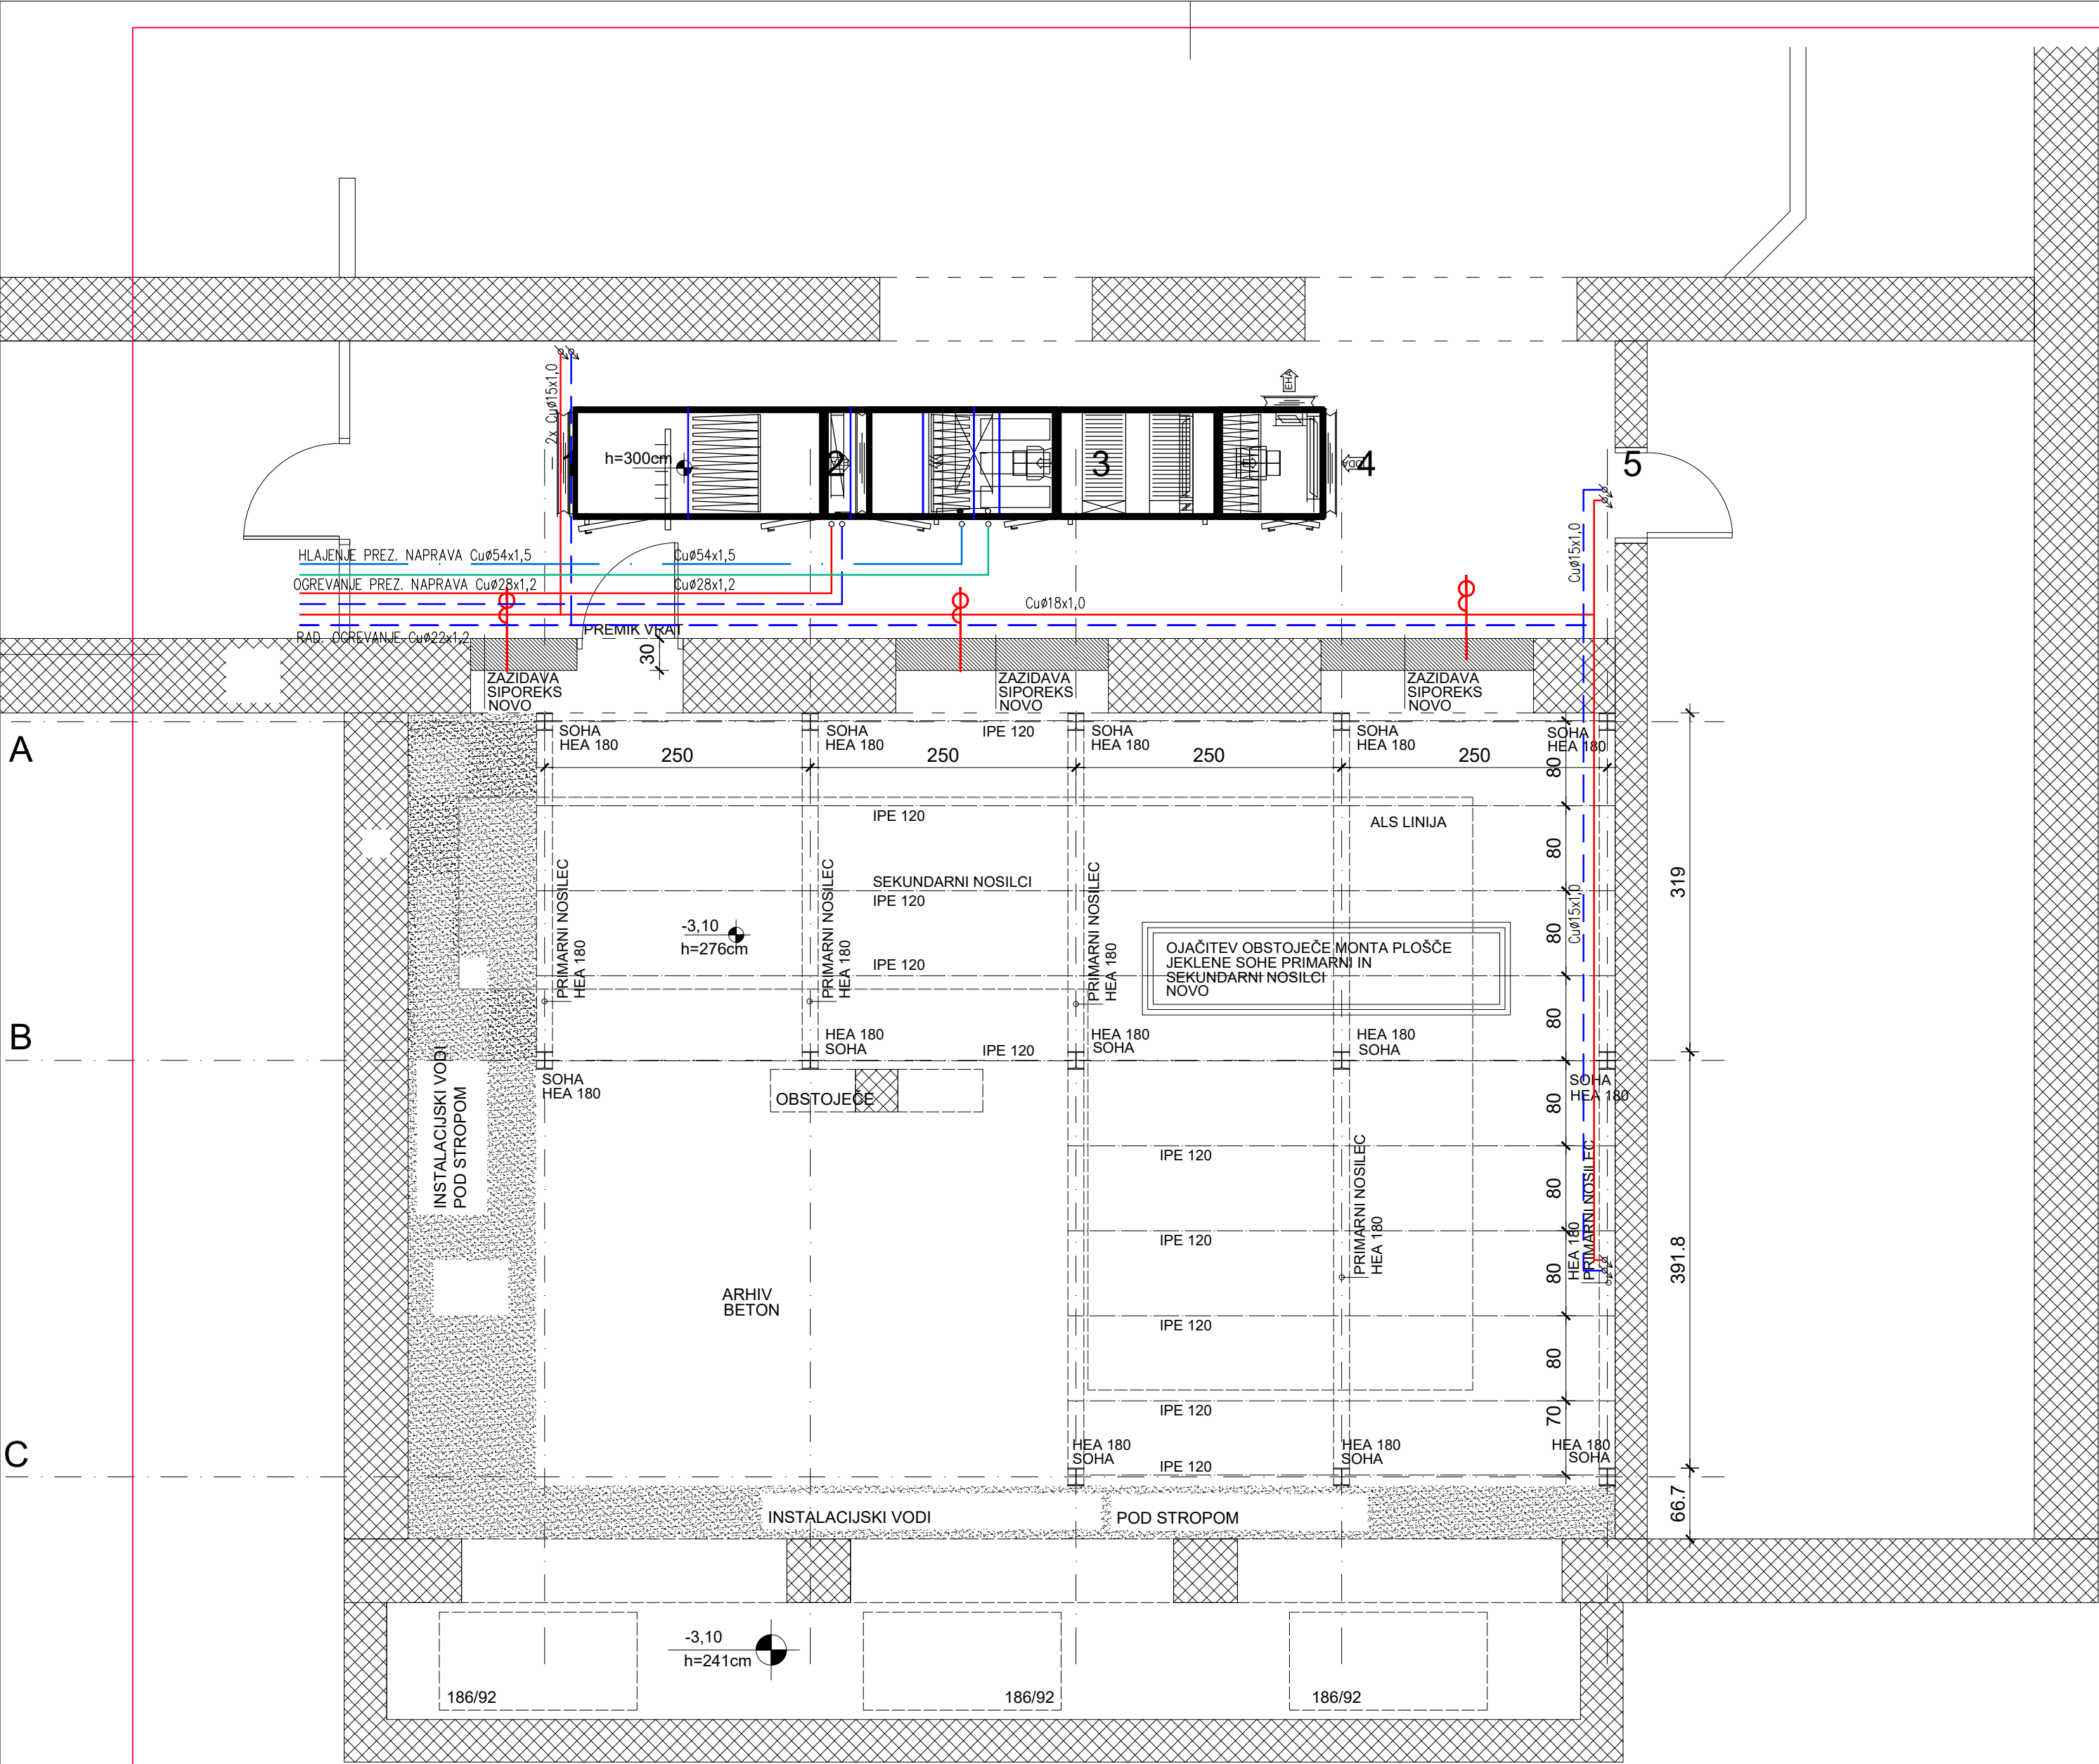 EHA
2x Cuø15x1,0
1
h=300cm
2
3
ODA
4
5
HLAJENJE PREZ. NAPRAVA Cuø54x1,5
Cuø54x1,5
OGREVANJE PREZ. NAPRAVA Cuø28x1,2
Cuø28x1,2
Cuø18x1,0
Cuø15x1,0
RAD. OGREVANJE Cuø22x1,2
PREMIK VRAT
30
ZAZIDAVA
SIPOREKS
NOVO
ZAZIDAVA
SIPOREKS
NOVO
ZAZIDAVA
SIPOREKS
NOVO
A
SOHA
HEA 180
SOHA
HEA 180
IPE 120
SOHA
HEA 180
SOHA
HEA 180
SOHA
HEA 180
250
250
250
250
80
IPE 120
ALS LINIJA
80
SEKUNDARNI NOSILCI
IPE 120
319
PRIMARNI NOSILEC
HEA 180
PRIMARNI NOSILEC
HEA 180
PRIMARNI NOSILEC
HEA 180
-3,10
h=276cm
80
Cuø15x1,0
OJAČITEV OBSTOJEČE MONTA PLOŠČE
JEKLENE SOHE PRIMARNI IN
SEKUNDARNI NOSILCI
NOVO
IPE 120
80
B
HEA 180
SOHA
IPE 120
HEA 180
SOHA
HEA 180
SOHA
SOHA
HEA 180
SOHA
HEA 180
OBSTOJEČE
80
INSTALACIJSKI VODI
POD STROPOM
IPE 120
80
PRIMARNI NOSILEC
HEA 180
HEA 180
PRIMARNI NOSILEC
IPE 120
80
391.8
ARHIV
BETON
IPE 120
80
IPE 120
70
C
HEA 180
SOHA
HEA 180
SOHA
HEA 180
SOHA
IPE 120
INSTALACIJSKI VODI
POD STROPOM
66.7
-3,10
h=241cm
186/92
186/92
186/92